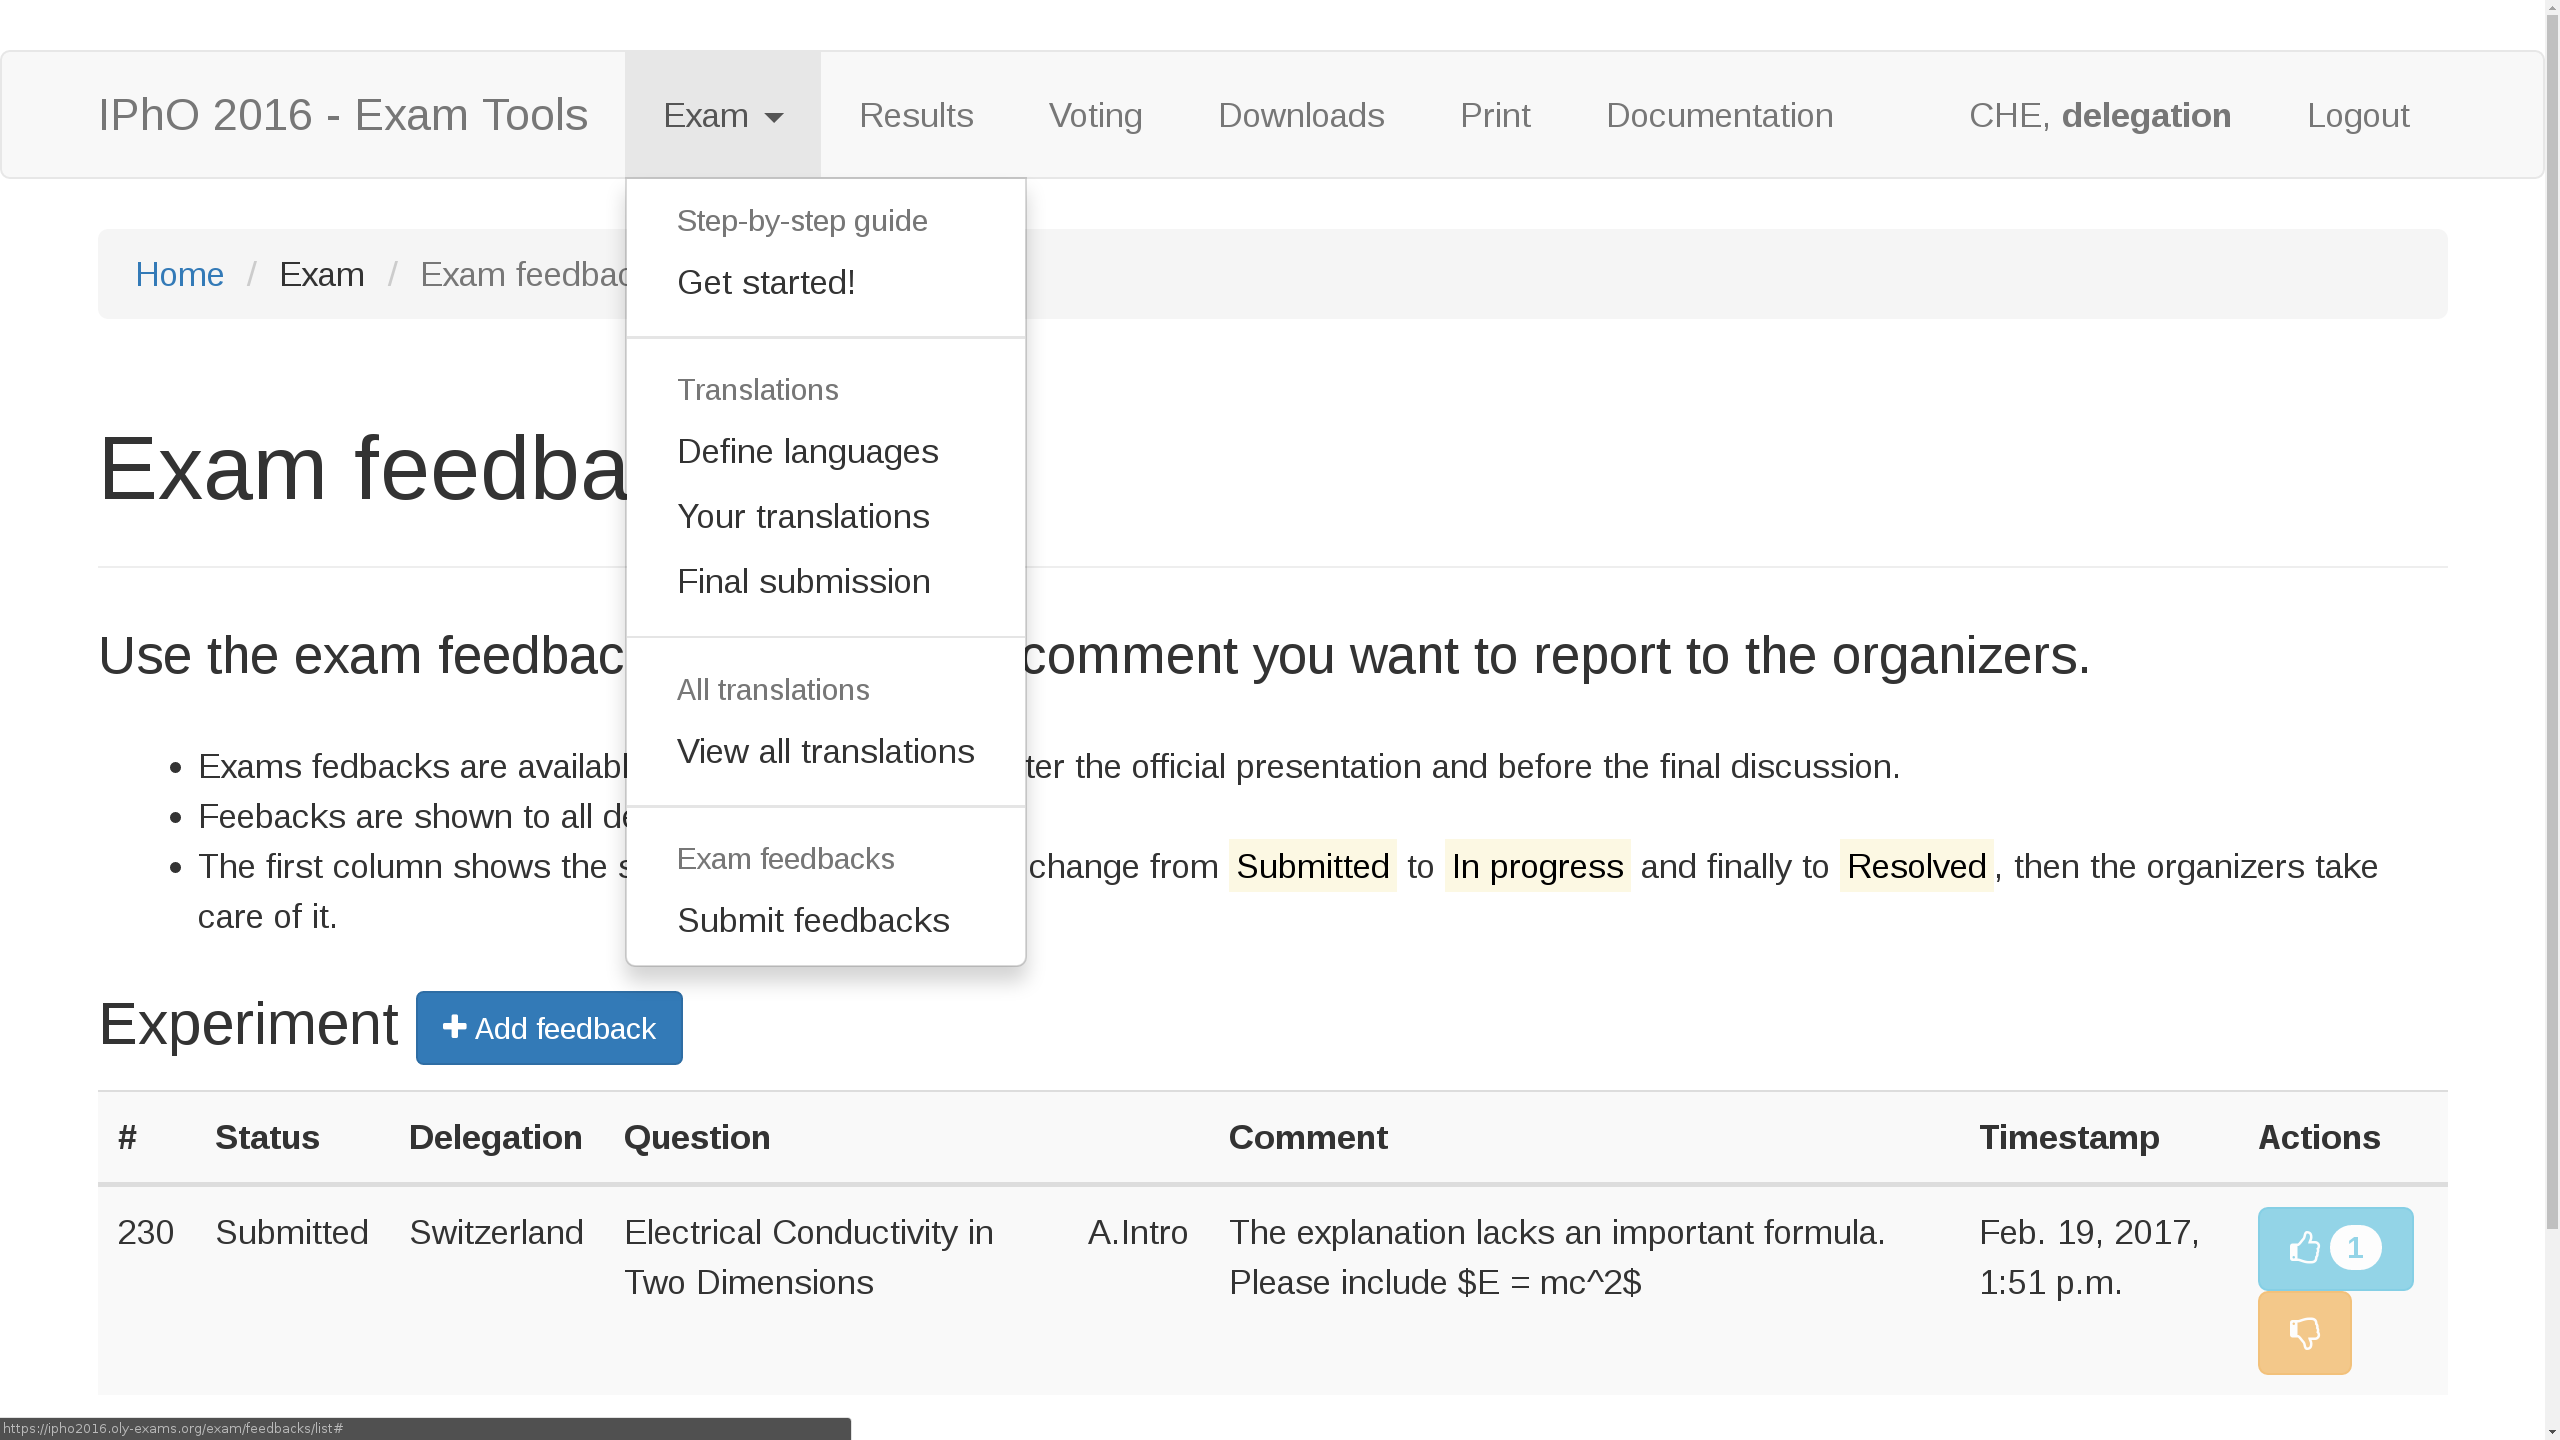 IPhO 2016 - Exam Tools Exam Results Voting Downloads Print Documentation CHE, delegation Logout
Step-by-step guide
Get started!
Translations
Define languages
Your translations
Final submission
All translations
View all translations
Exam feedbacks
Submit feedbacks
Home / Exam / Exam feedbac
Exam feedba
Use the exam feedbac comment you want to report to the organizers.
Exams fedbacks are availabl ter the official presentation and before the final discussion.
Feebacks are shown to all de
The first column shows the s change from Submitted to In progress and finally to Resolved, then the organizers take
care of it.
Experiment Add feedback
# Status Delegation Question Comment Timestamp Actions
230 Submitted Switzerland Electrical Conductivity in A.Intro The explanation lacks an important formula. Feb. 19, 2017, 1
Two Dimensions Please include $E = mc^2$ 1:51 p.m.
https://ipho2016.oly-exams.org/exam/feedbacks/list#